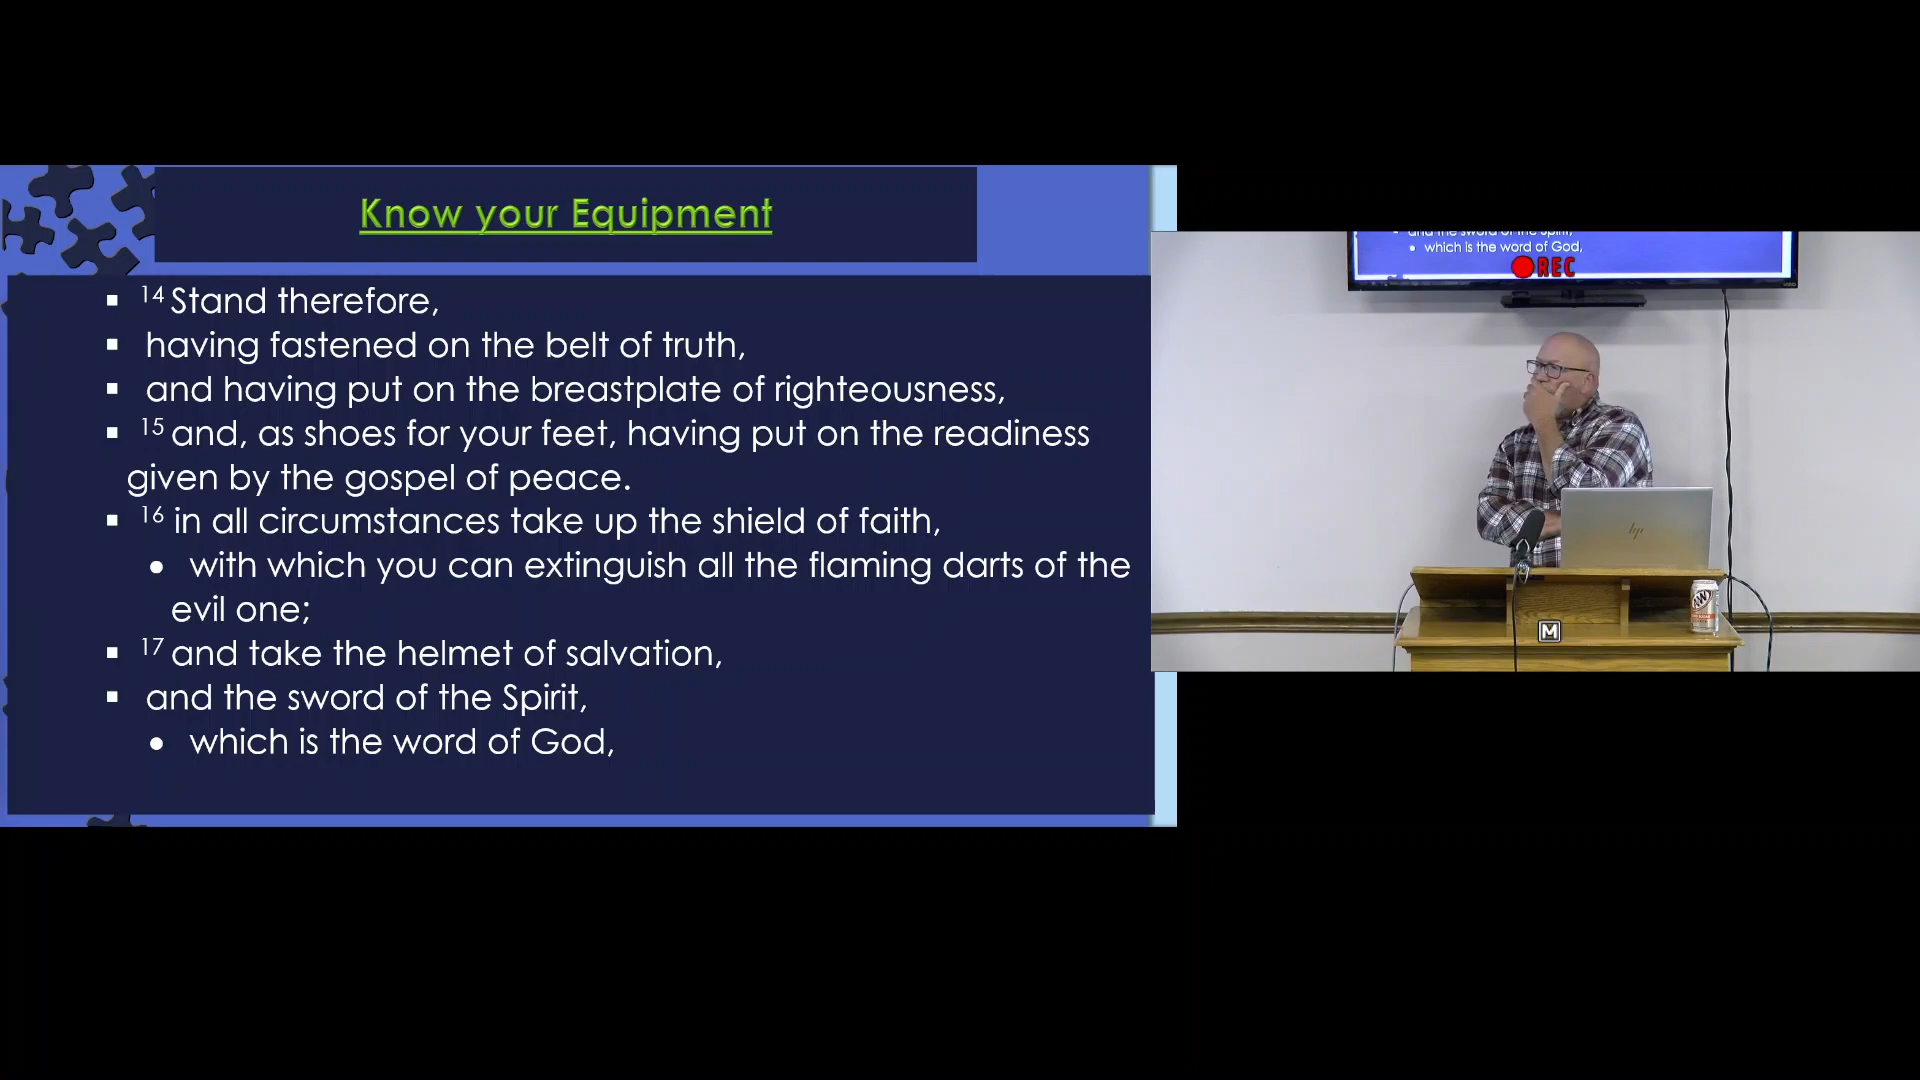 Know your Equipment
14 Stand therefore,
having fastened on the belt of truth,
and having put on the breastplate of righteousness,
15 and, as shoes for your feet, having put on the readiness
given by the gospel of peace.
16 in all circumstances take up the shield of faith,
with which you can extinguish all the flaming darts of the
evil one;
17 and take the helmet of salvation,
and the sword of the Spirit,
which is the word of God,
and the sword of the Spirit,
which is the word of God,
REC
hp
M
AW